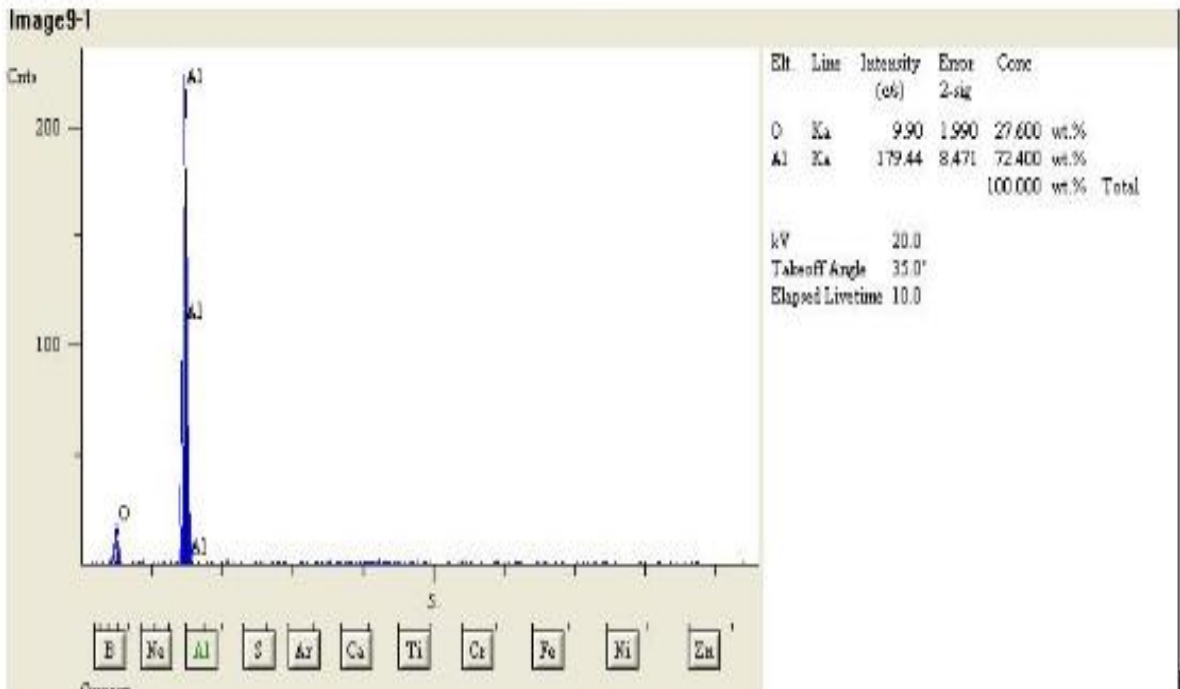 Image9-1
Cnts
200
100
Al
Al
Al
O
5.
B Ne Al S Ar Ca Ti Cr Fe Ni Zn
Elt. Line Intensity Error Conc
(c/s) 2-sig
O Ka 9.90 1.990 27.600 wt.%
Al Ka 179.44 8.471 72.400 wt.%
100.000 wt.% Total
kV 20.0
Takeoff Angle 35.0°
Elapsed Livetime 10.0